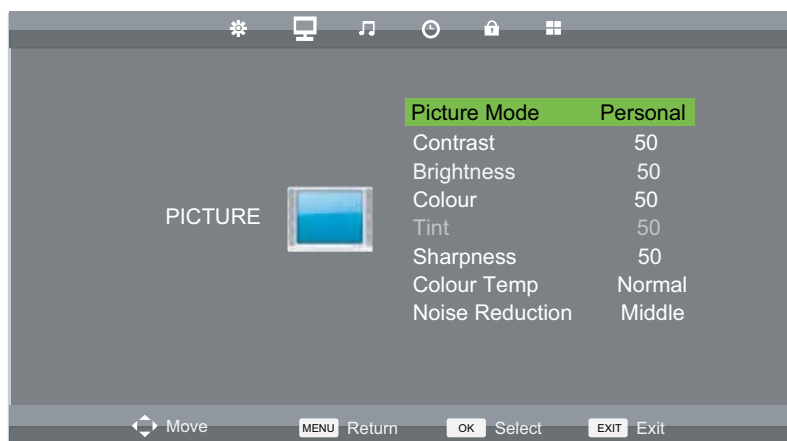 Picture Mode Personal
Contrast 50
Brightness 50
Colour 50
PICTURE
Tint 50
Sharpness 50
Colour Temp Normal
Noise Reduction Middle
Move MENU Return OK Select EXIT Exit